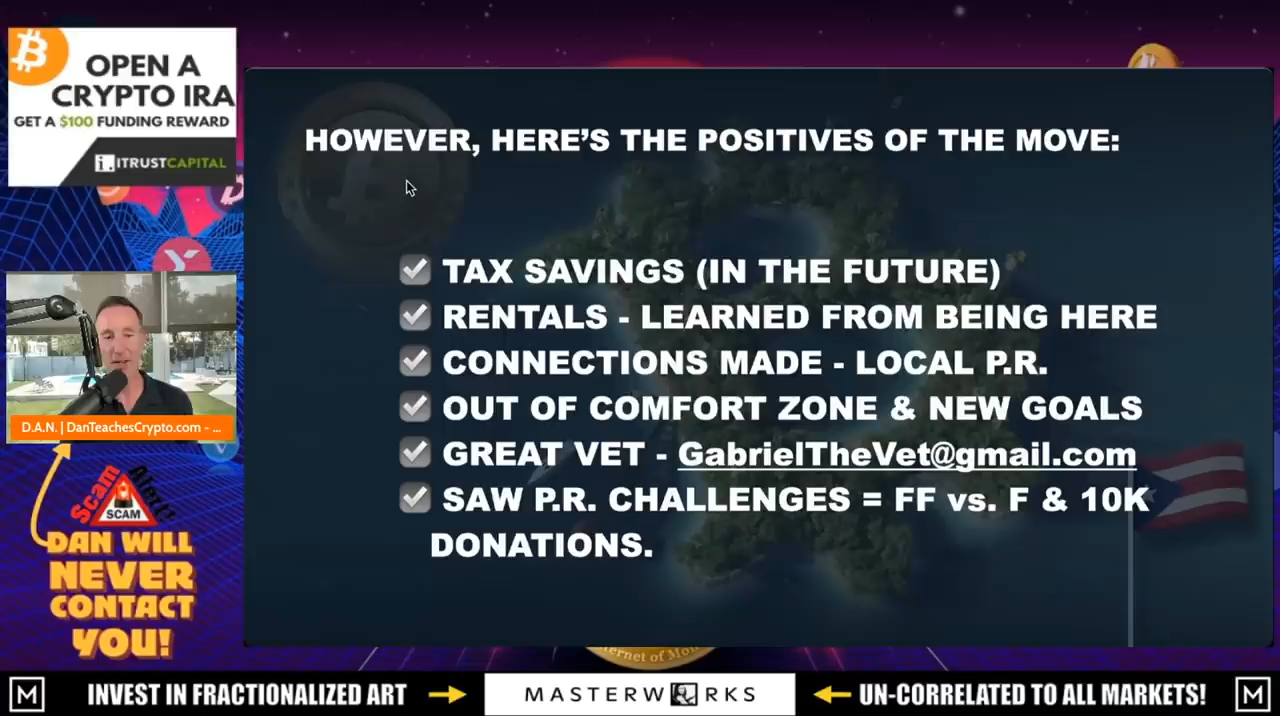 OPEN A
CRYPTO IRA
GET A $100 FUNDING REWARD
i. ITRUSTCAPITAL
HOWEVER, HERE'S THE POSITIVES OF THE MOVE:
TAX SAVINGS (IN THE FUTURE)
RENTALS - LEARNED FROM BEING HERE
CONNECTIONS MADE - LOCAL P.R.
OUT OF COMFORT ZONE & NEW GOALS
GREAT VET - GabrielTheVet@gmail.com
SAW P.R. CHALLENGES = FF vs. F & 10K
DONATIONS.
D.A.N. | DanTeachesCrypto.com - ...
Scam Alert
SCAM
DAN WILL
NEVER
CONTACT
YOU!
M INVEST IN FRACTIONALIZED ART MASTERWORKS UN-CORRELATED TO ALL MARKETS! M